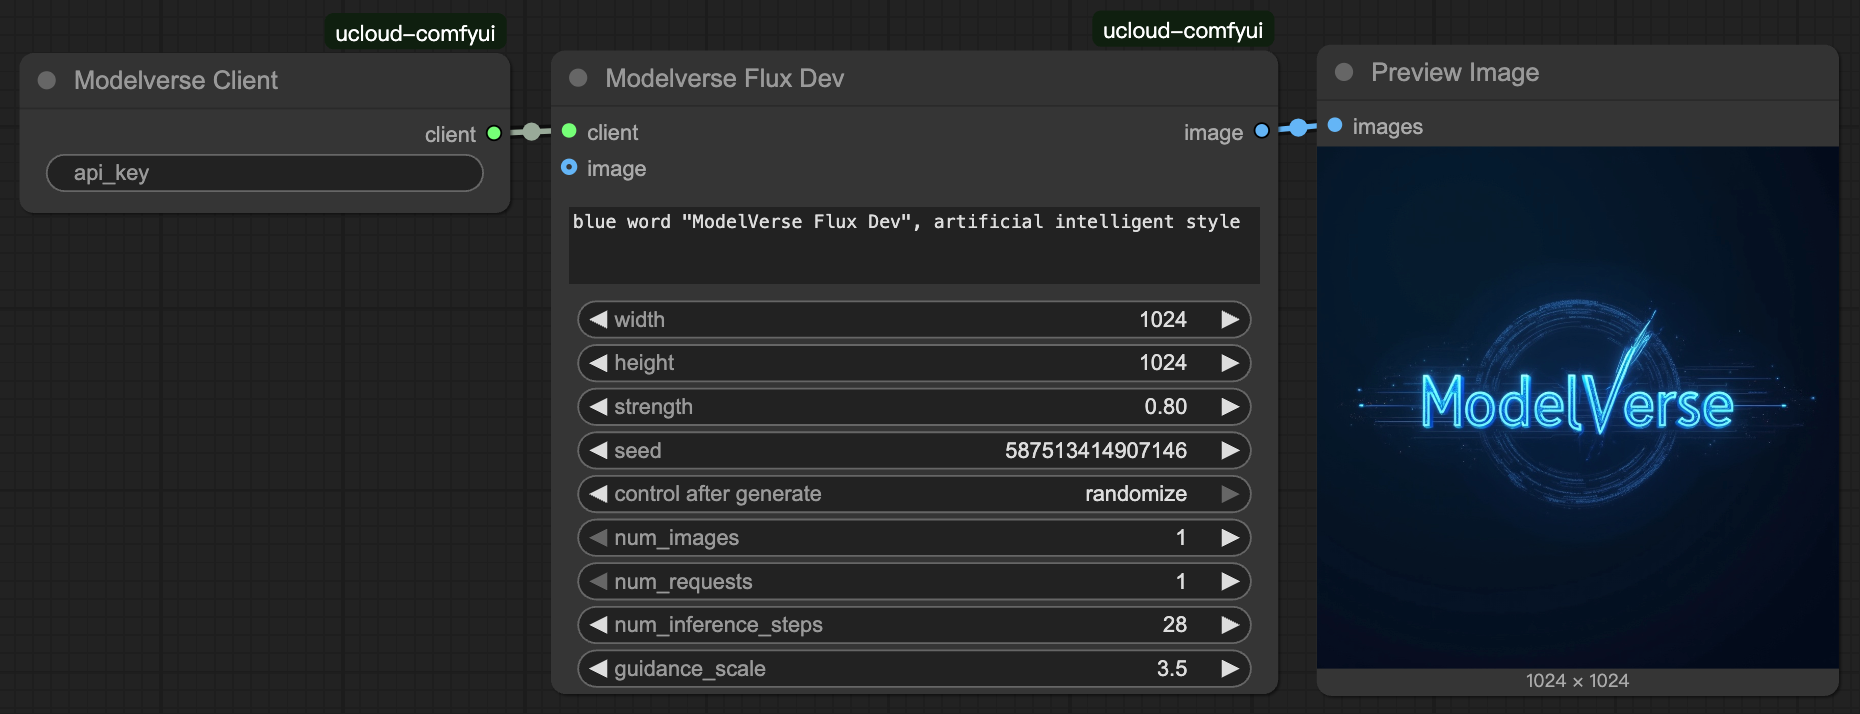 ucloud-comfyui
Modelverse Client
client
api_key
ucloud-comfyui
Modelverse Flux Dev
client
image
image
blue word "ModelVerse Flux Dev", artificial intelligent style
width 1024
height 1024
strength 0.80
seed 587513414907146
control after generate randomize
num_images 1
num_requests 1
num_inference_steps 28
guidance_scale 3.5
Preview Image
images
ModelVerse
1024 × 1024